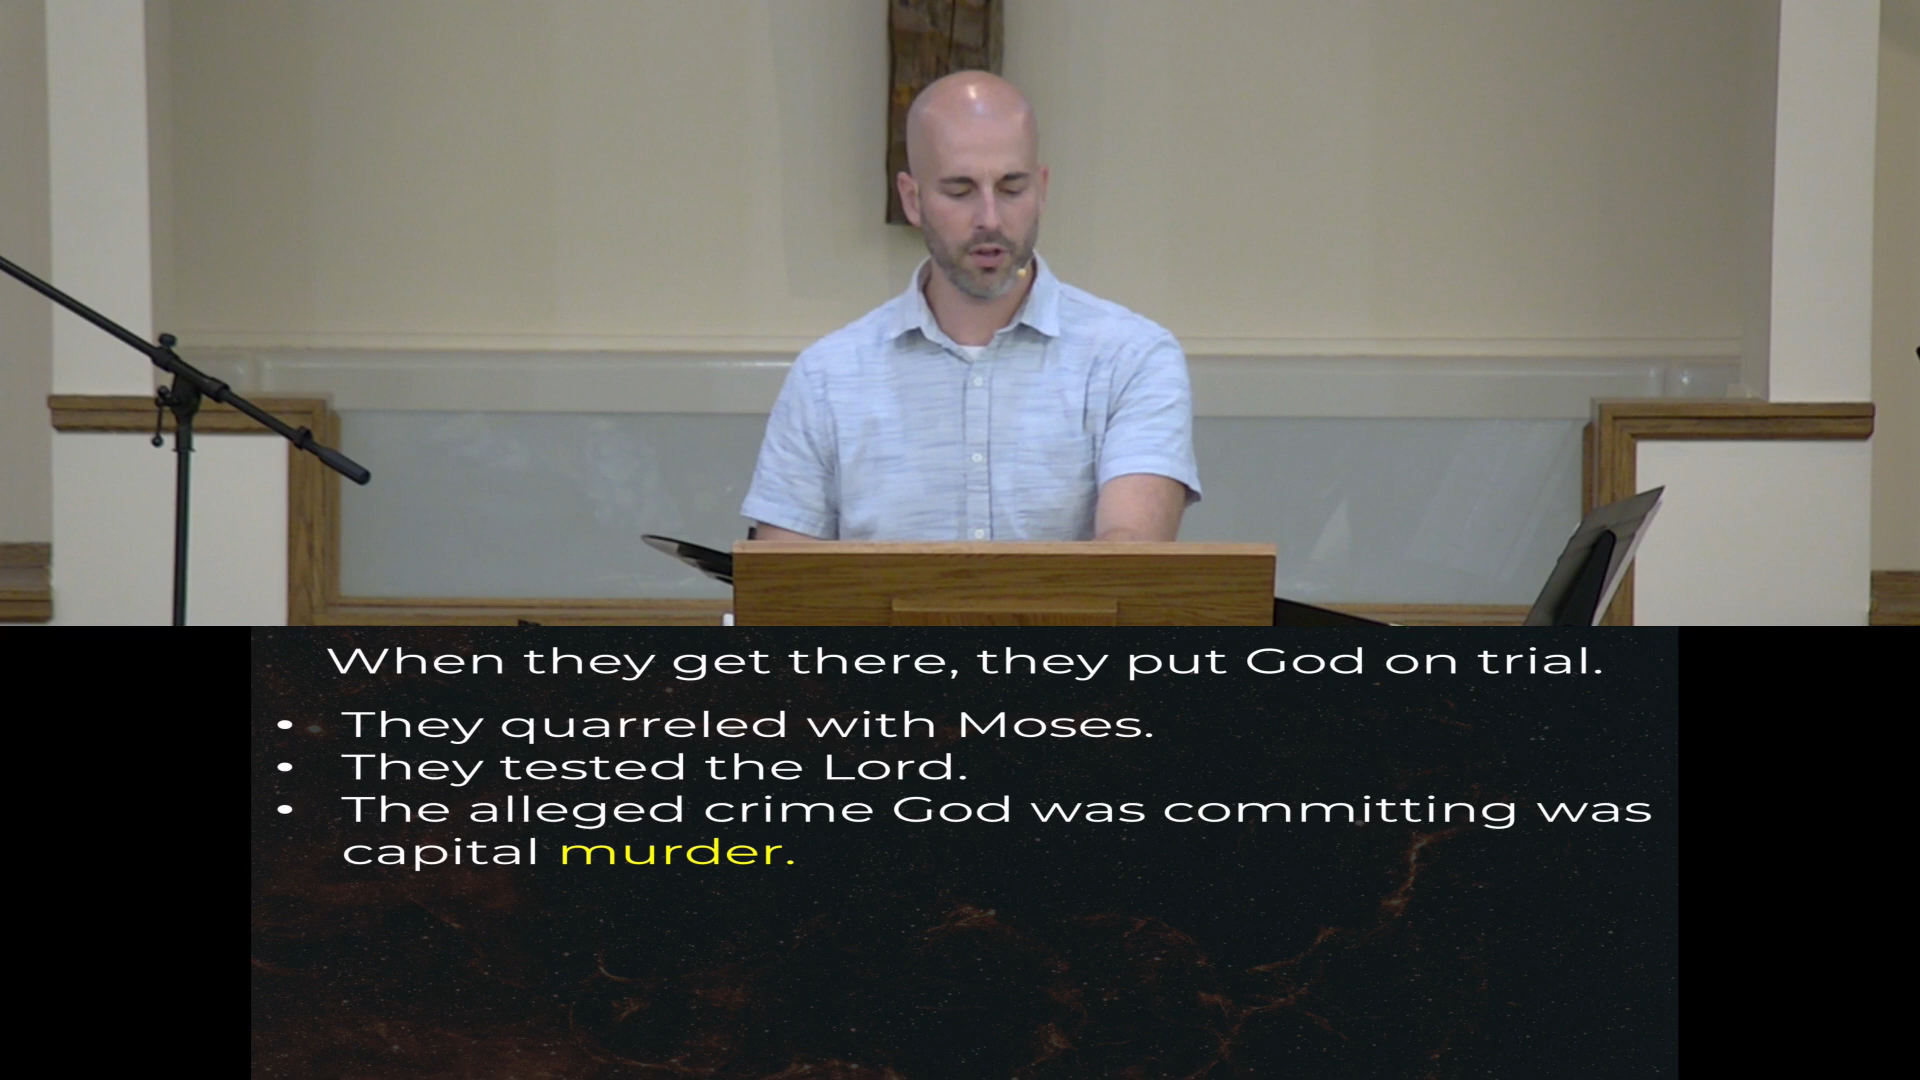 When they get there, they put God on trial.
• They quarreled with Moses.
• They tested the Lord.
• The alleged crime God was committing was
capital murder.